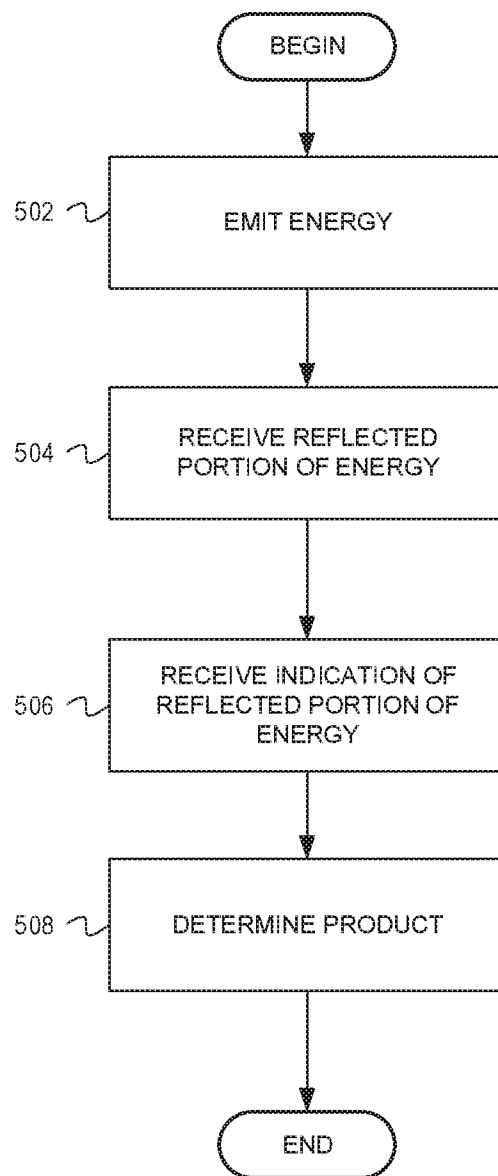 BEGIN
502
EMIT ENERGY
504
RECEIVE REFLECTED
PORTION OF ENERGY
506
RECEIVE INDICATION OF
REFLECTED PORTION OF
ENERGY
508
DETERMINE PRODUCT
END